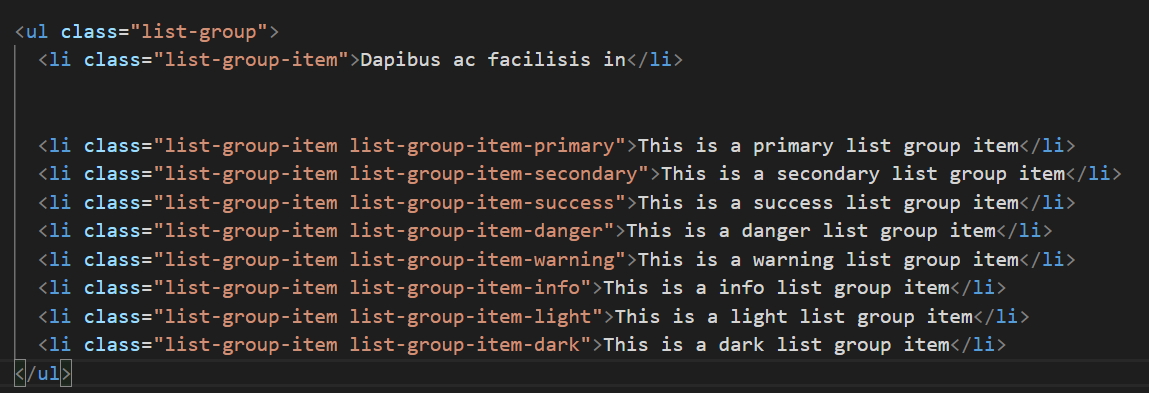 <ul class="list-group">
<li class="list-group-item">Dapibus ac facilisis in</li>
<li class="list-group-item list-group-item-primary">This is a primary list group item</li>
<li class="list-group-item list-group-item-secondary">This is a secondary list group item</li>
<li class="list-group-item list-group-item-success">This is a success list group item</li>
<li class="list-group-item list-group-item-danger">This is a danger list group item</li>
<li class="list-group-item list-group-item-warning">This is a warning list group item</li>
<li class="list-group-item list-group-item-info">This is a info list group item</li>
<li class="list-group-item list-group-item-light">This is a light list group item</li>
<li class="list-group-item list-group-item-dark">This is a dark list group item</li>
</ul>